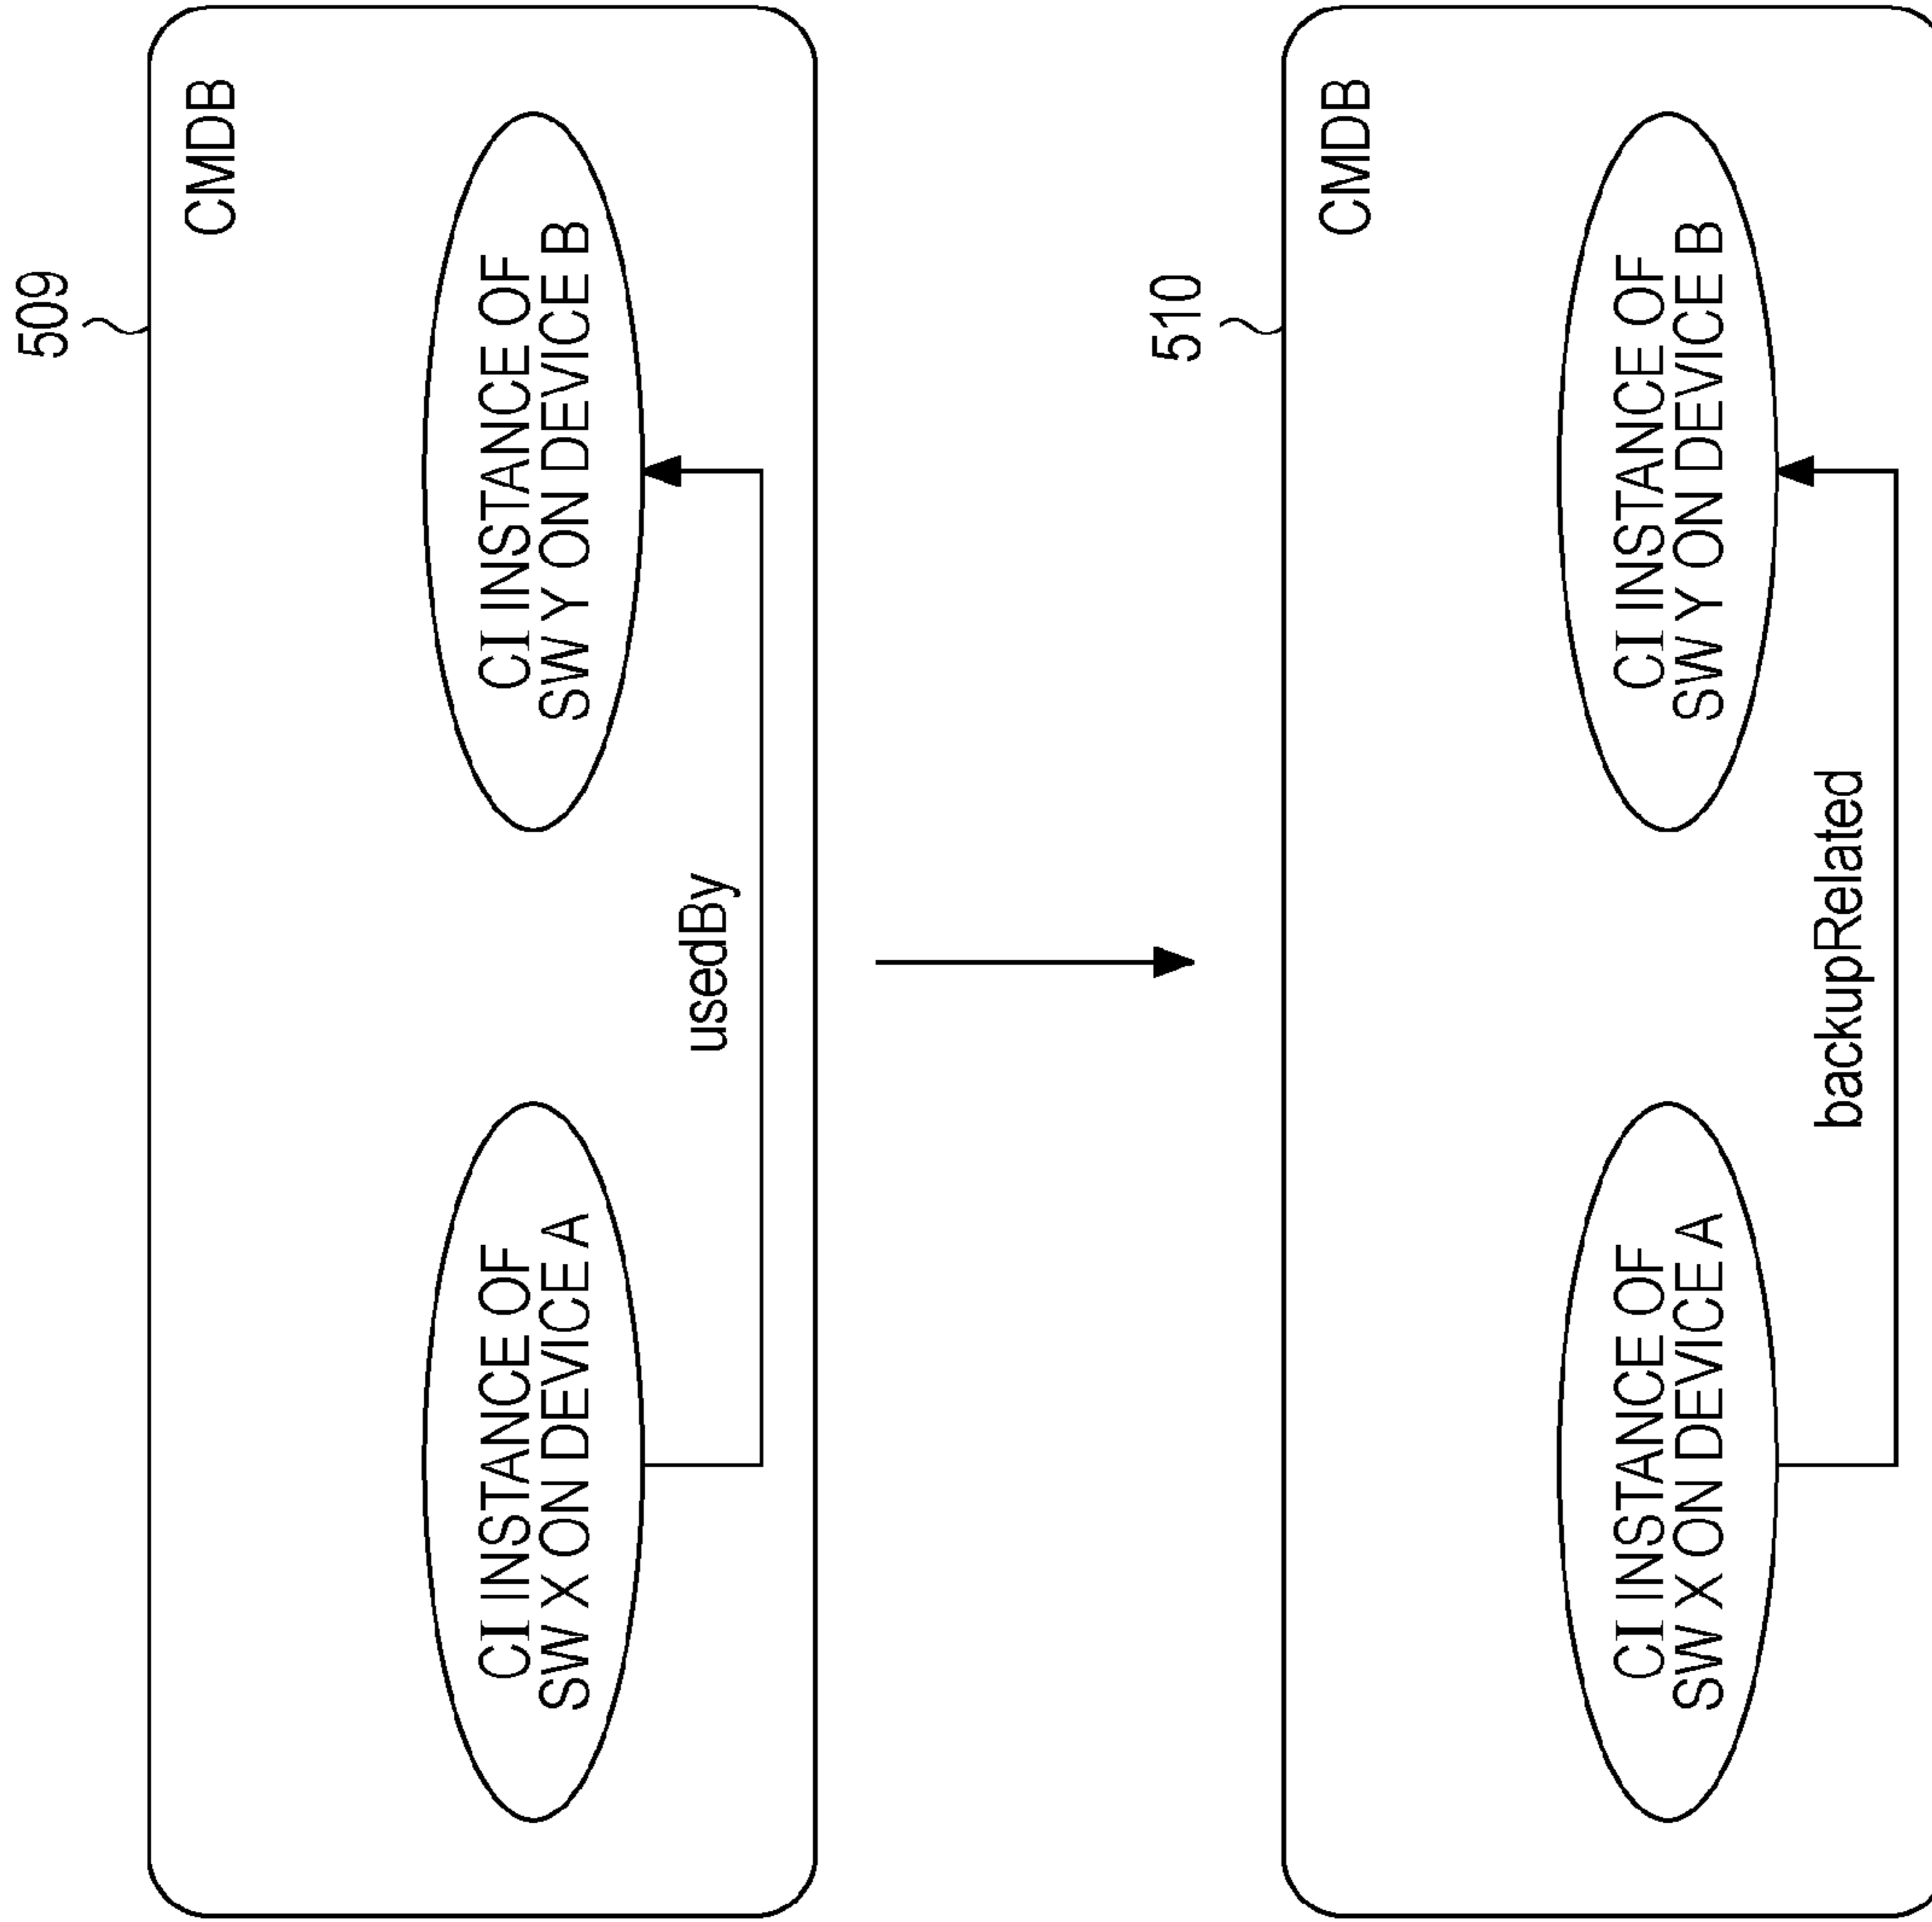 509
CMDB
CI INSTANCE OF
SW X ON DEVICE A
CI INSTANCE OF
SW Y ON DEVICE B
usedBy
510
CMDB
CI INSTANCE OF
SW X ON DEVICE A
CI INSTANCE OF
SW Y ON DEVICE B
backupRelated